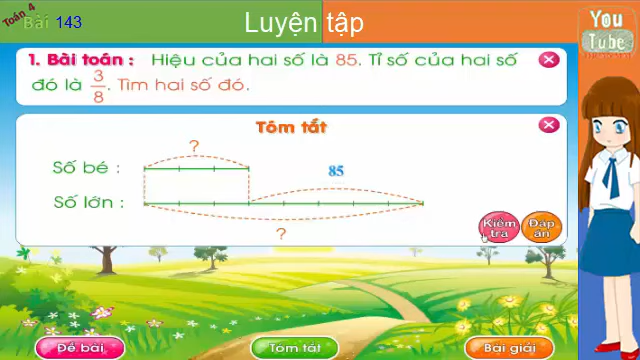 Toán 4
Bài 143
Luyện tập
You
Tube
1. Bài toán : Hiệu của hai số là 85. Tỉ số của hai số
đó là 3/8. Tìm hai số đó.
Tóm tắt
?
Số bé :
85
Số lớn :
?
Kiểm
tra
Đáp
án
Đề bài
Tóm tắt
Bài giải